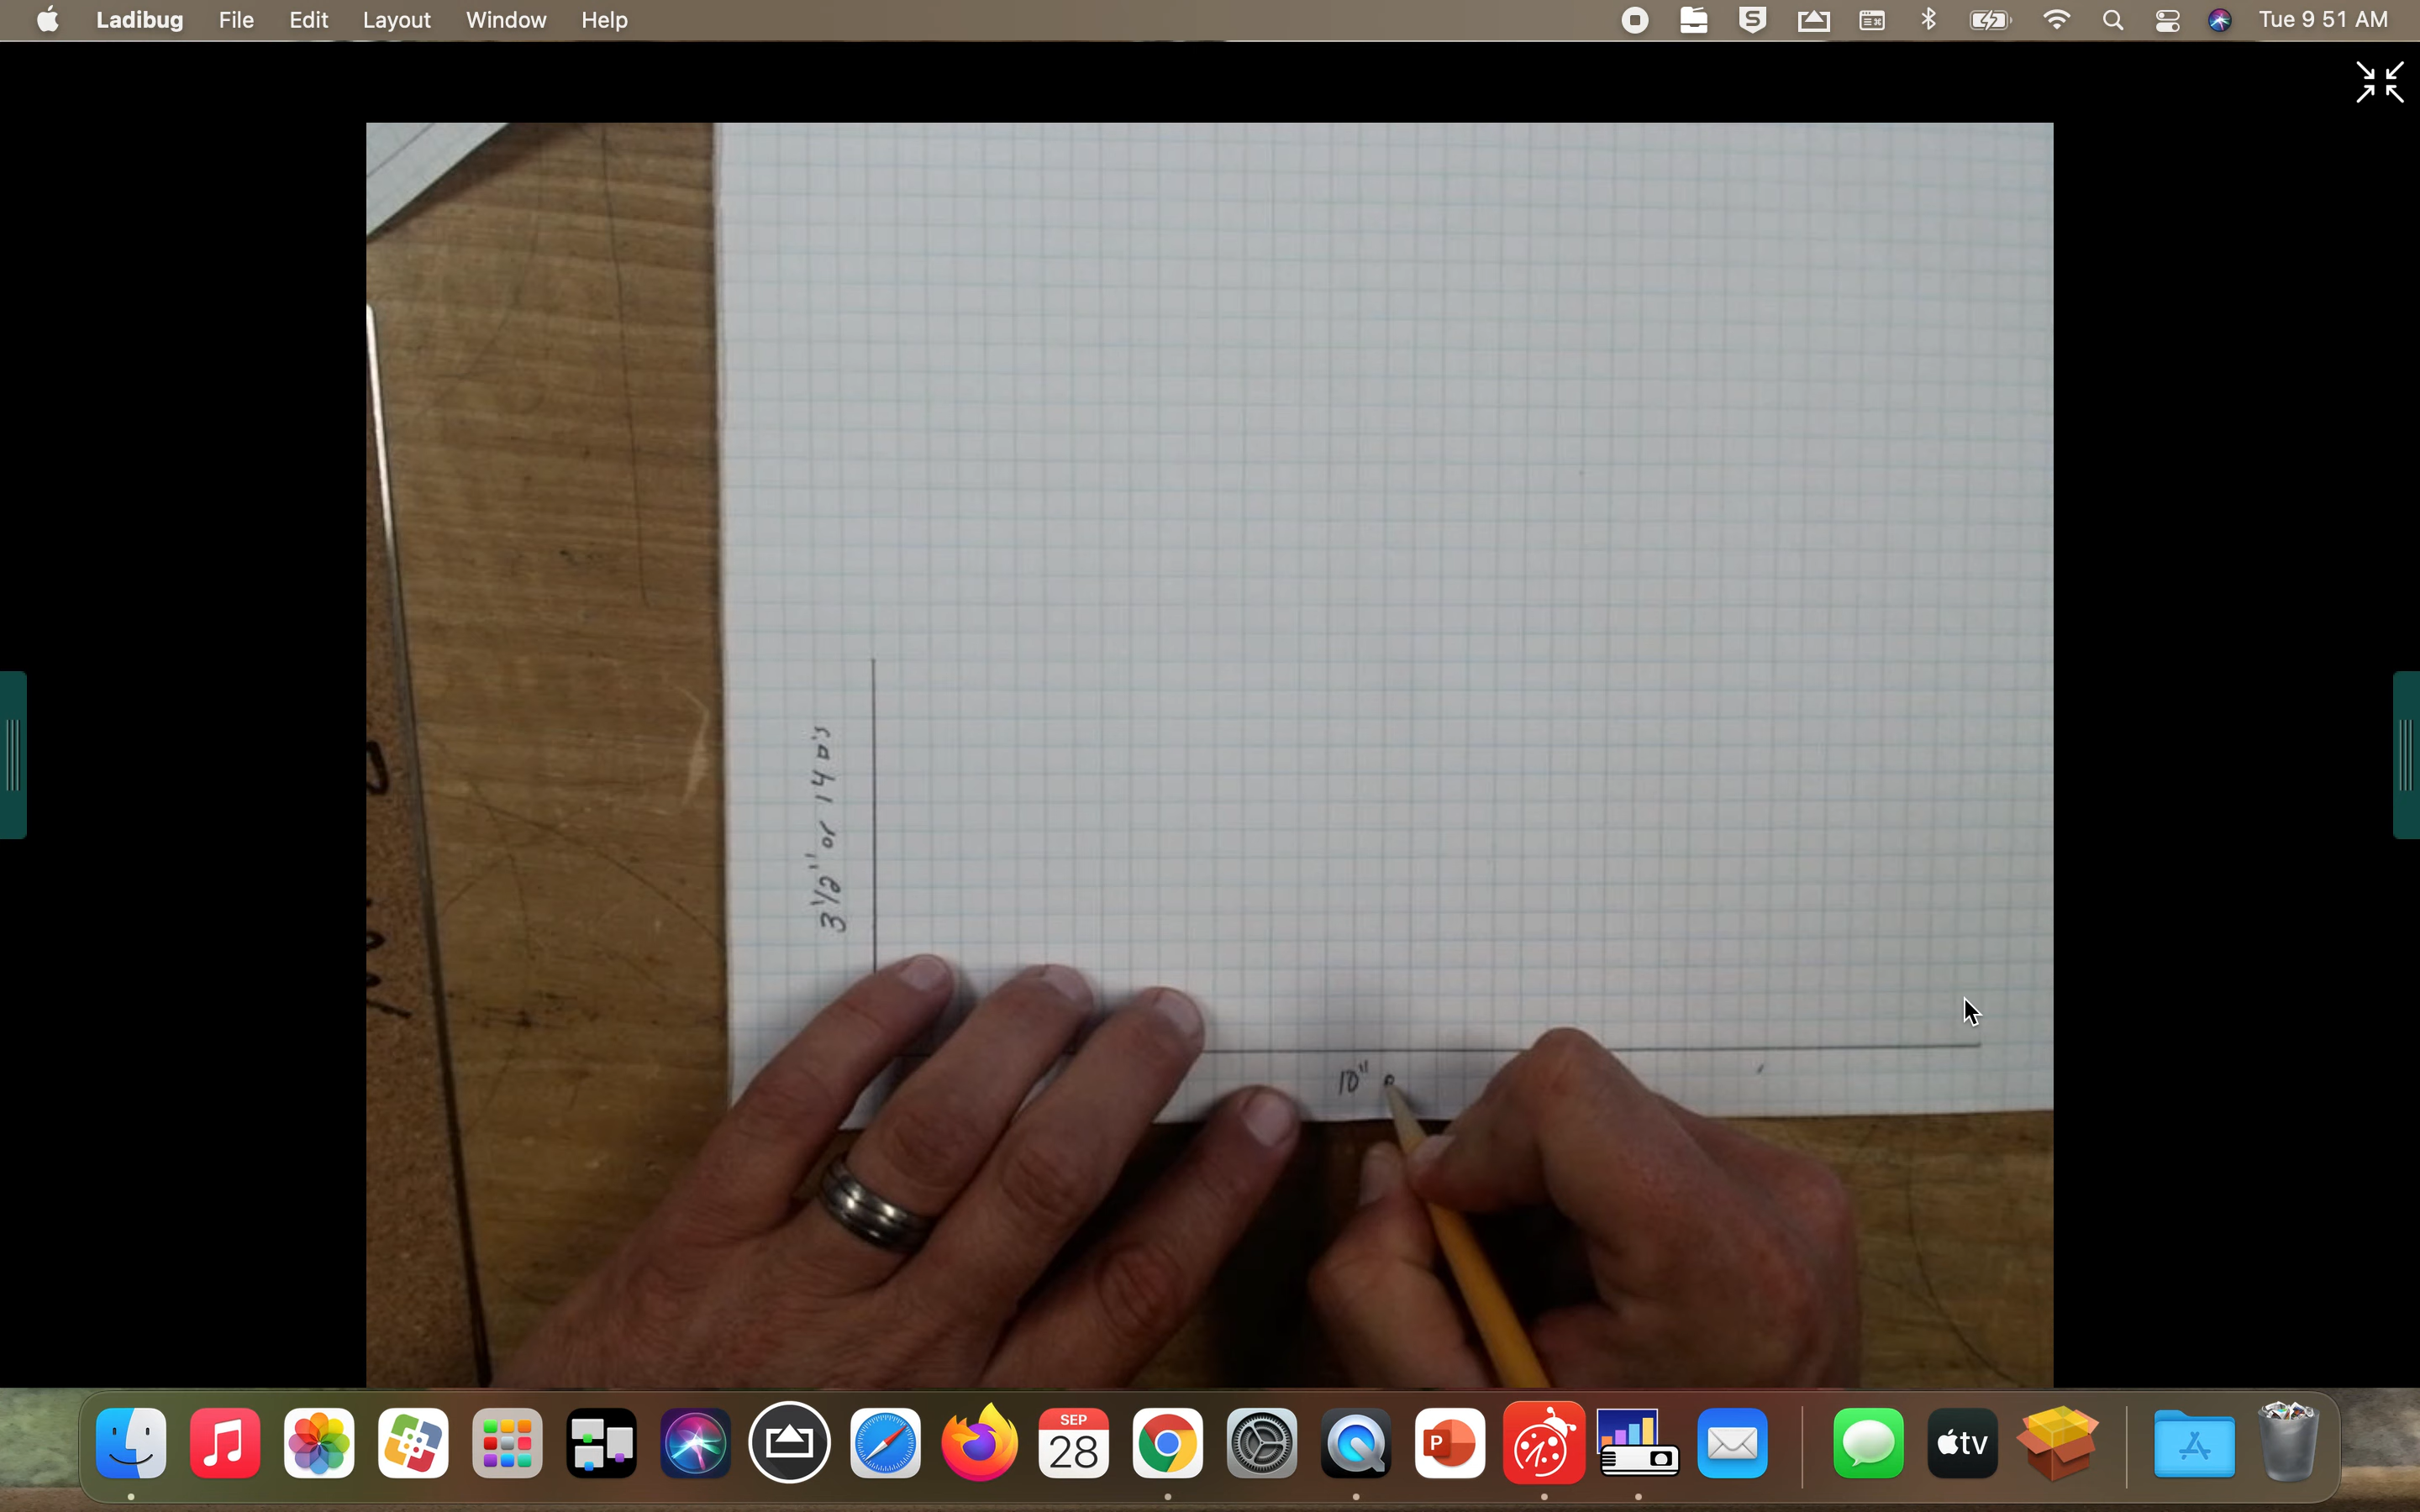 Ladibug File Edit Layout Window Help Tue 9 51 AM
3 1/2" or 14 □'s
10" o
SEP
28
P
tv